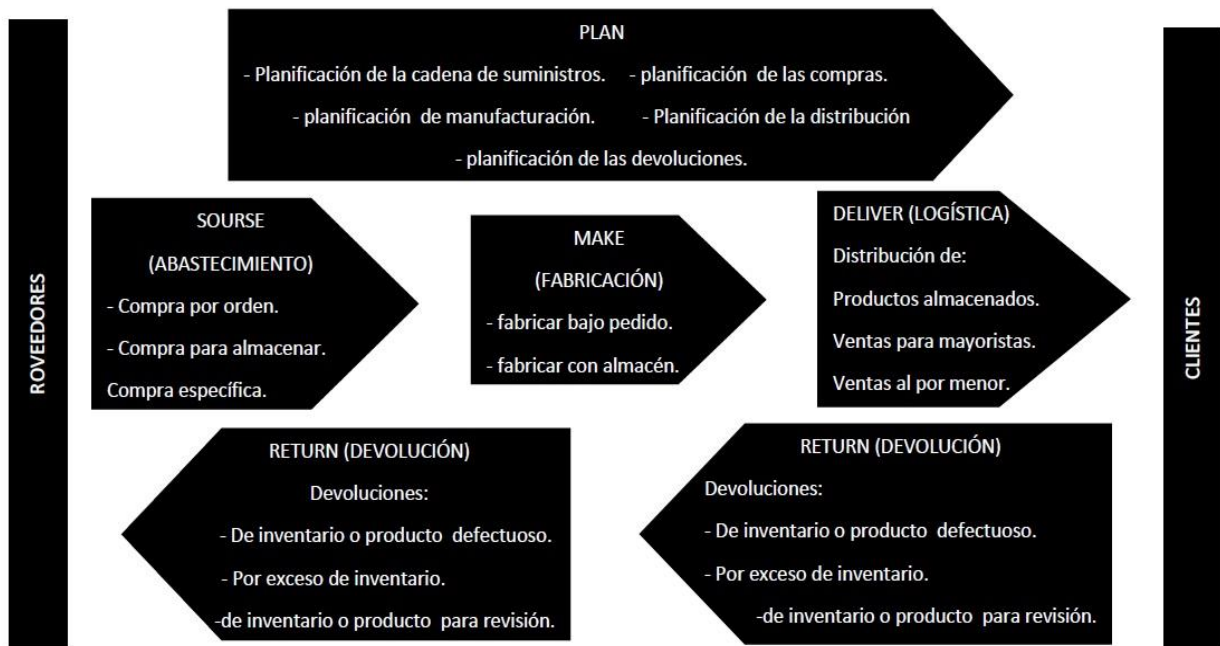 ROVEEDORES
PLAN
- Planificación de la cadena de suministros. - planificación de las compras.
- planificación de manufacturación. - Planificación de la distribución
- planificación de las devoluciones.
SOURSE
(ABASTECIMIENTO)
- Compra por orden.
- Compra para almacenar.
Compra específica.
MAKE
(FABRICACIÓN)
- fabricar bajo pedido.
- fabricar con almacén.
DELIVER (LOGÍSTICA)
Distribución de:
Productos almacenados.
Ventas para mayoristas.
Ventas al por menor.
RETURN (DEVOLUCIÓN)
Devoluciones:
- De inventario o producto defectuoso.
- Por exceso de inventario.
-de inventario o producto para revisión.
RETURN (DEVOLUCIÓN)
Devoluciones:
- De inventario o producto defectuoso.
- Por exceso de inventario.
-de inventario o producto para revisión.
CLIENTES